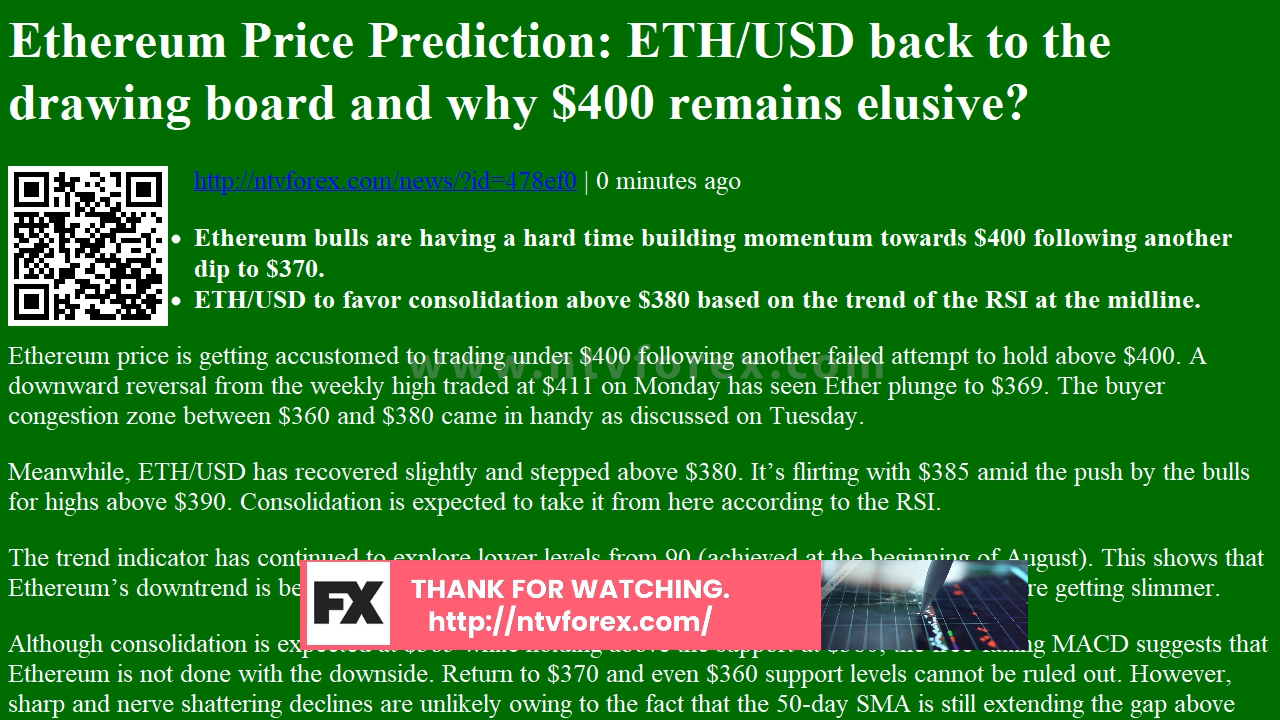 Ethereum Price Prediction: ETH/USD back to the
drawing board and why $400 remains elusive?
http://ntvforex.com/news/?id=478ef0 | 0 minutes ago
• Ethereum bulls are having a hard time building momentum towards $400 following another
dip to $370.
• ETH/USD to favor consolidation above $380 based on the trend of the RSI at the midline.
Ethereum price is getting accustomed to trading under $400 following another failed attempt to hold above $400. A
www.ntvforex.com
downward reversal from the weekly high traded at $411 on Monday has seen Ether plunge to $369. The buyer
congestion zone between $360 and $380 came in handy as discussed on Tuesday.
Meanwhile, ETH/USD has recovered slightly and stepped above $380. It’s flirting with $385 amid the push by the bulls
for highs above $390. Consolidation is expected to take it from here according to the RSI.
The trend indicator has continued to explore lower levels from 90 (achieved at the beginning of August). This shows that
Ethereum’s downtrend is getting slimmer.
FX
THANK FOR WATCHING.
http://ntvforex.com/
Although consolidation is MACD suggests that
Ethereum is not done with the downside. Return to $370 and even $360 support levels cannot be ruled out. However,
sharp and nerve shattering declines are unlikely owing to the fact that the 50-day SMA is still extending the gap above